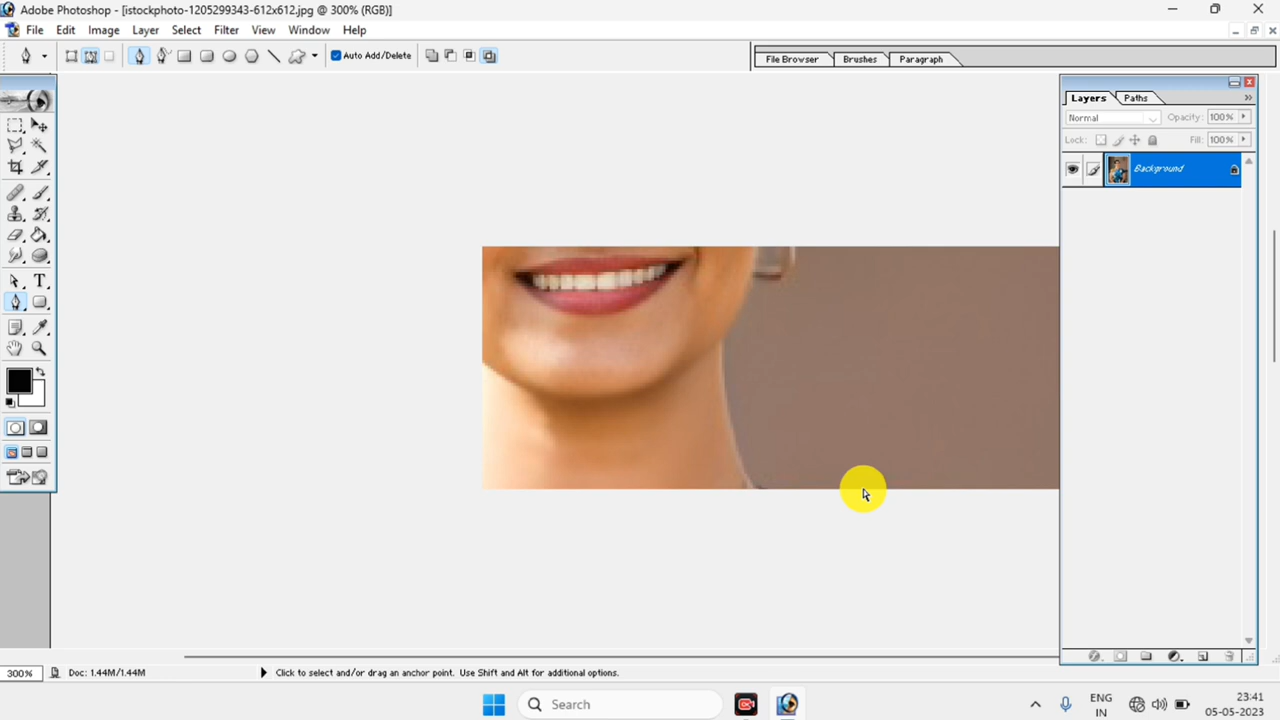 Adobe Photoshop - [istockphoto-1205299343-612x612.jpg @ 300% (RGB)]
File Edit Image Layer Select Filter View Window Help
Auto Add/Delete
File Browser Brushes Paragraph
Layers Paths
Normal Opacity: 100%
Lock: Fill: 100%
Background
T
300% Doc: 1.44M/1.44M Click to select and/or drag an anchor point. Use Shift and Alt for additional options.
Search
ENG
IN
23:41
05-05-2023